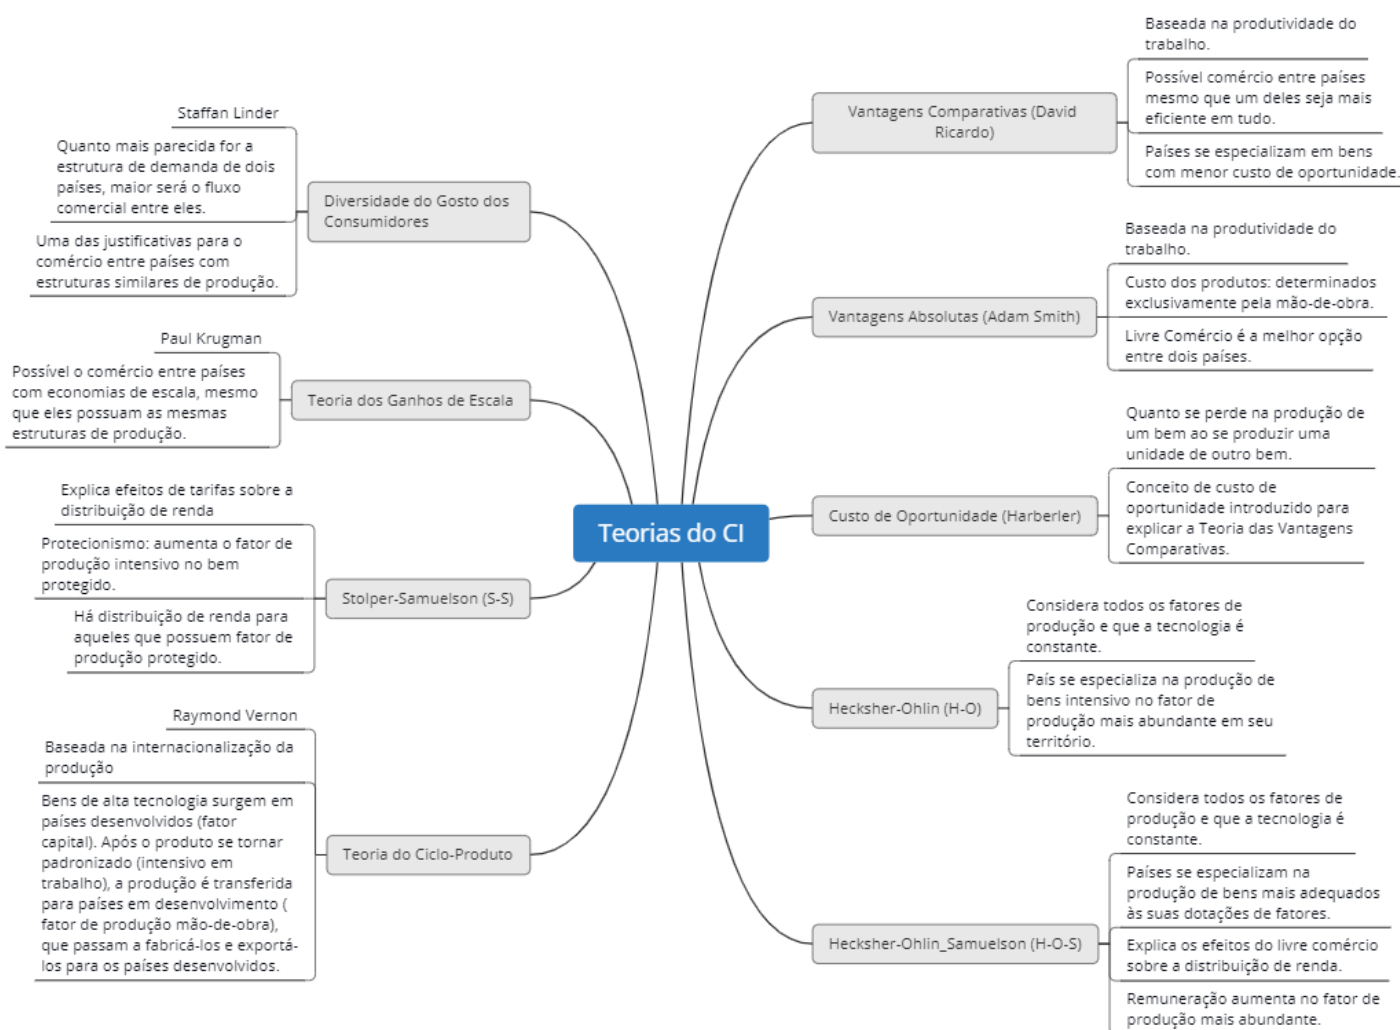 Teorias do CI
Vantagens Comparativas (David
Ricardo)
Baseada na produtividade do
trabalho.
Possível comércio entre países
mesmo que um deles seja mais
eficiente em tudo.
Países se especializam em bens
com menor custo de oportunidade.
Vantagens Absolutas (Adam Smith)
Baseada na produtividade do
trabalho.
Custo dos produtos: determinados
exclusivamente pela mão-de-obra.
Livre Comércio é a melhor opção
entre dois países.
Custo de Oportunidade (Harberler)
Quanto se perde na produção de
um bem ao se produzir uma
unidade de outro bem.
Conceito de custo de
oportunidade introduzido para
explicar a Teoria das Vantagens
Comparativas.
Hecksher-Ohlin (H-O)
Considera todos os fatores de
produção e que a tecnologia é
constante.
País se especializa na produção de
bens intensivo no fator de
produção mais abundante em seu
território.
Hecksher-Ohlin_Samuelson (H-O-S)
Considera todos os fatores de
produção e que a tecnologia é
constante.
Países se especializam na
produção de bens mais adequados
às suas dotações de fatores.
Explica os efeitos do livre comércio
sobre a distribuição de renda.
Remuneração aumenta no fator de
produção mais abundante.
Diversidade do Gosto dos
Consumidores
Staffan Linder
Quanto mais parecida for a
estrutura de demanda de dois
países, maior será o fluxo
comercial entre eles.
Uma das justificativas para o
comércio entre países com
estruturas similares de produção.
Teoria dos Ganhos de Escala
Paul Krugman
Possível o comércio entre países
com economias de escala, mesmo
que eles possuam as mesmas
estruturas de produção.
Stolper-Samuelson (S-S)
Explica efeitos de tarifas sobre a
distribuição de renda
Protecionismo: aumenta o fator de
produção intensivo no bem
protegido.
Há distribuição de renda para
aqueles que possuem fator de
produção protegido.
Teoria do Ciclo-Produto
Raymond Vernon
Baseada na internacionalização da
produção
Bens de alta tecnologia surgem em
países desenvolvidos (fator
capital). Após o produto se tornar
padronizado (intensivo em
trabalho), a produção é transferida
para países em desenvolvimento (
fator de produção mão-de-obra),
que passam a fabricá-los e exportá-
los para os países desenvolvidos.